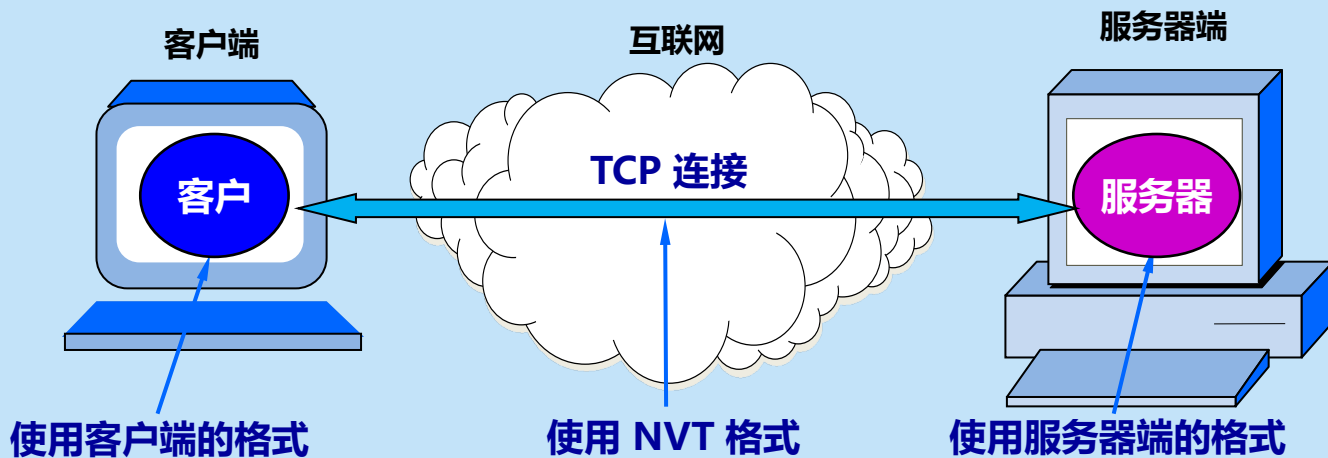 客户端
互联网
服务器端
TCP 连接
客户
服务器
使用客户端的格式
使用 NVT 格式
使用服务器端的格式